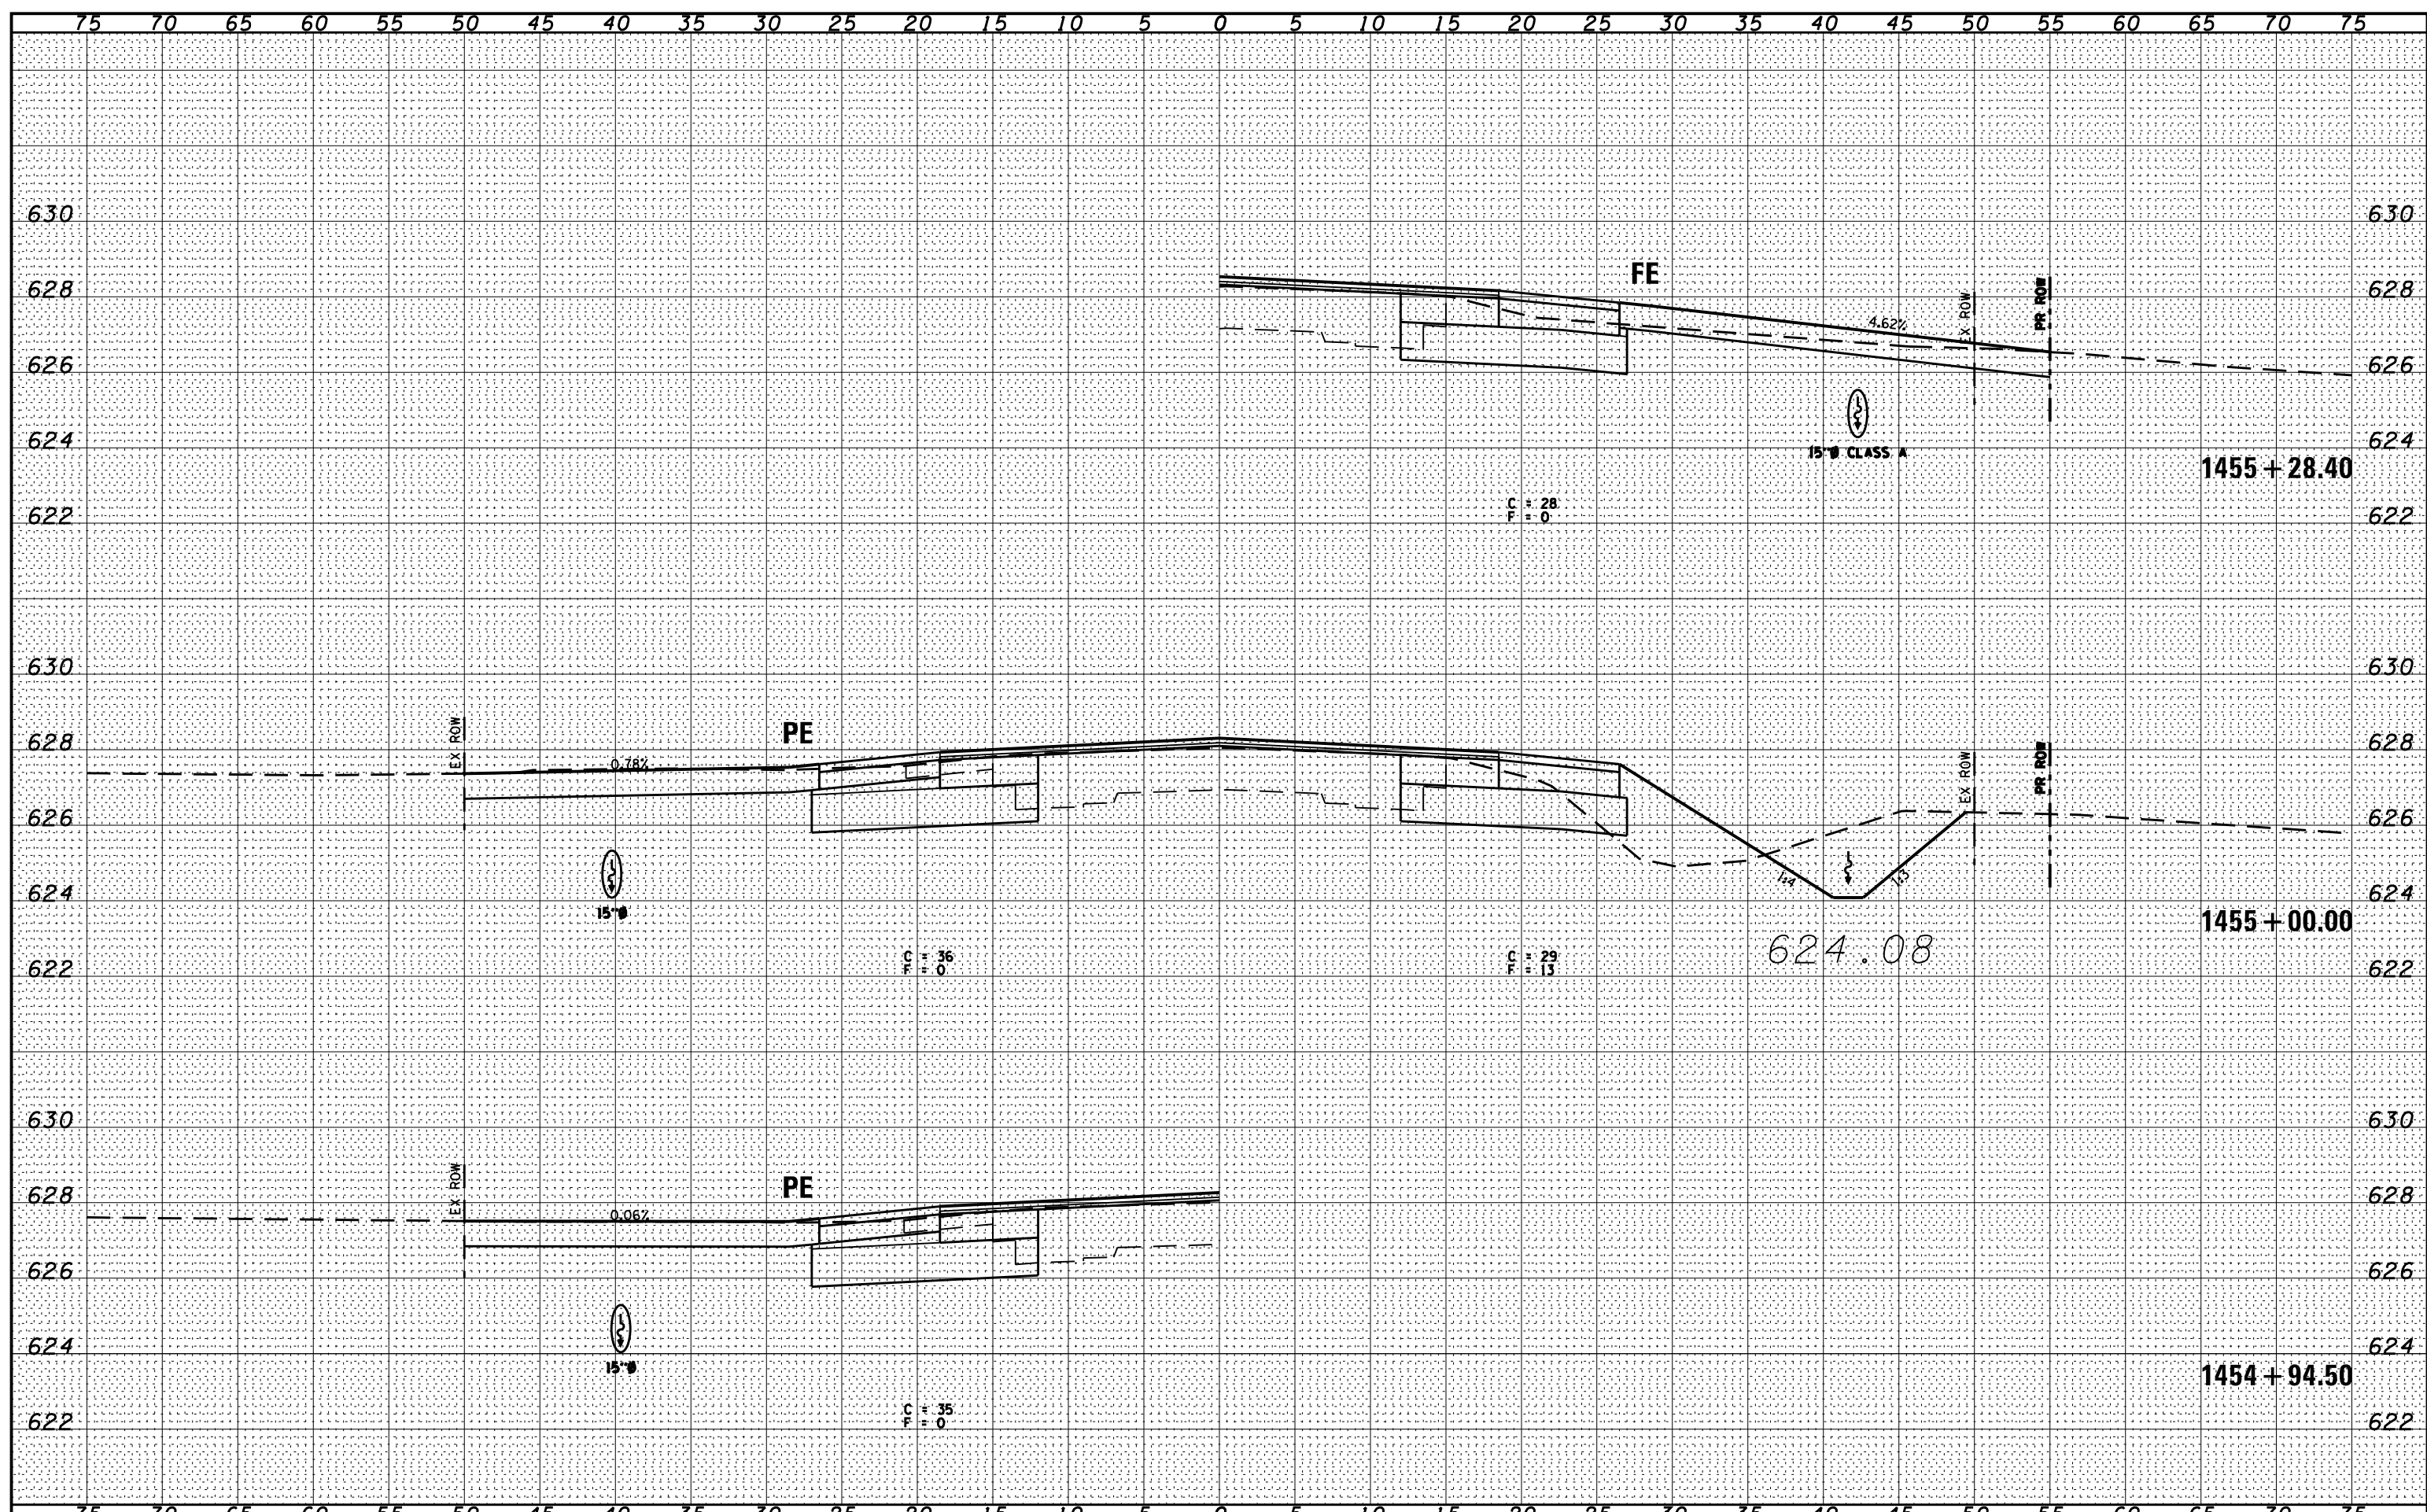 75 70 65 60 55 50 45 40 35 30 25 20 15 10 5 0 5 10 15 20 25 30 35 40 45 50 55 60 65 70 75
630 630
FE
628 EX ROW PR ROW 628
4.62%
626 626
624 15"Ø CLASS A 624
1455+28.40
C = 28
F = 0
622 622
630 630
EX ROW PE EX ROW PR ROW
628 628
0.78%
626 626
1:4 1:3
624 15"Ø 624
1455+00.00
624.08
C = 36 C = 29
F = 0 F = 13
622 622
630 630
EX ROW PE
628 628
0.06%
626 626
624 624
15"Ø
1454+94.50
C = 35
F = 0
622 622
75 70 65 60 55 50 45 40 35 30 25 20 15 10 5 0 5 10 15 20 25 30 35 40 45 50 55 60 65 70 75